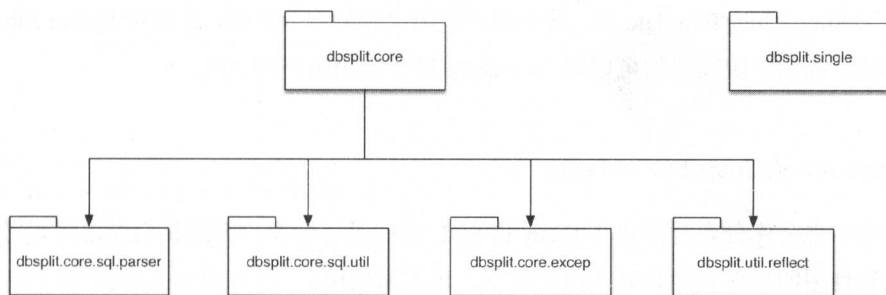 dbsplit.core
dbsplit.single
dbsplit.core.sql.parser
dbsplit.core.sql.util
dbsplit.core.excep
dbsplit.util.reflect